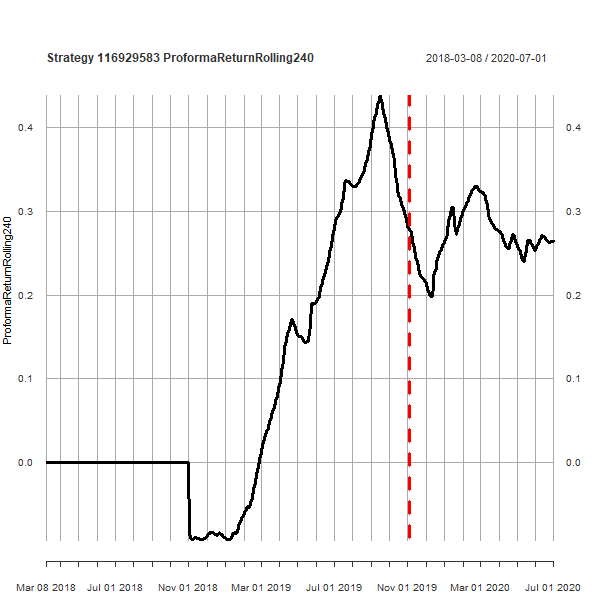 Strategy 116929583 ProformaReturnRolling240
2018-03-08 / 2020-07-01
0.4 0.4
0.3 0.3
0.2 0.2
0.1 0.1
0.0 0.0
ProformaReturnRolling240
Mar 08 2018 Jul 01 2018 Nov 01 2018 Mar 01 2019 Jul 01 2019 Nov 01 2019 Mar 01 2020 Jul 01 2020